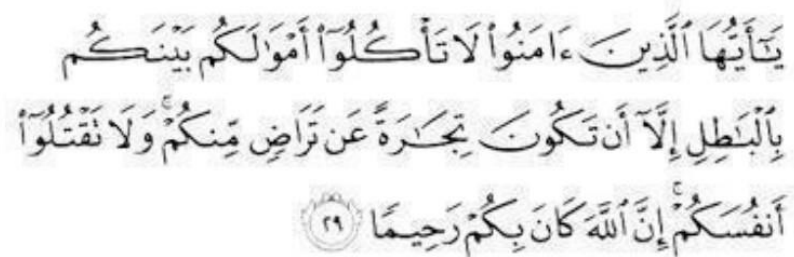 يَٰٓأَيُّهَا ٱلَّذِينَ ءَامَنُوا۟ لَا تَأْكُلُوٓا۟ أَمْوَٰلَكُم بَيْنَكُم
بِٱلْبَٰطِلِ إِلَّآ أَن تَكُونَ تِجَٰرَةً عَن تَرَاضٍ مِّنكُمْ ۚ وَلَا تَقْتُلُوٓا۟
أَنفُسَكُمْ ۚ إِنَّ ٱللَّهَ كَانَ بِكُمْ رَحِيمًا ٢٩